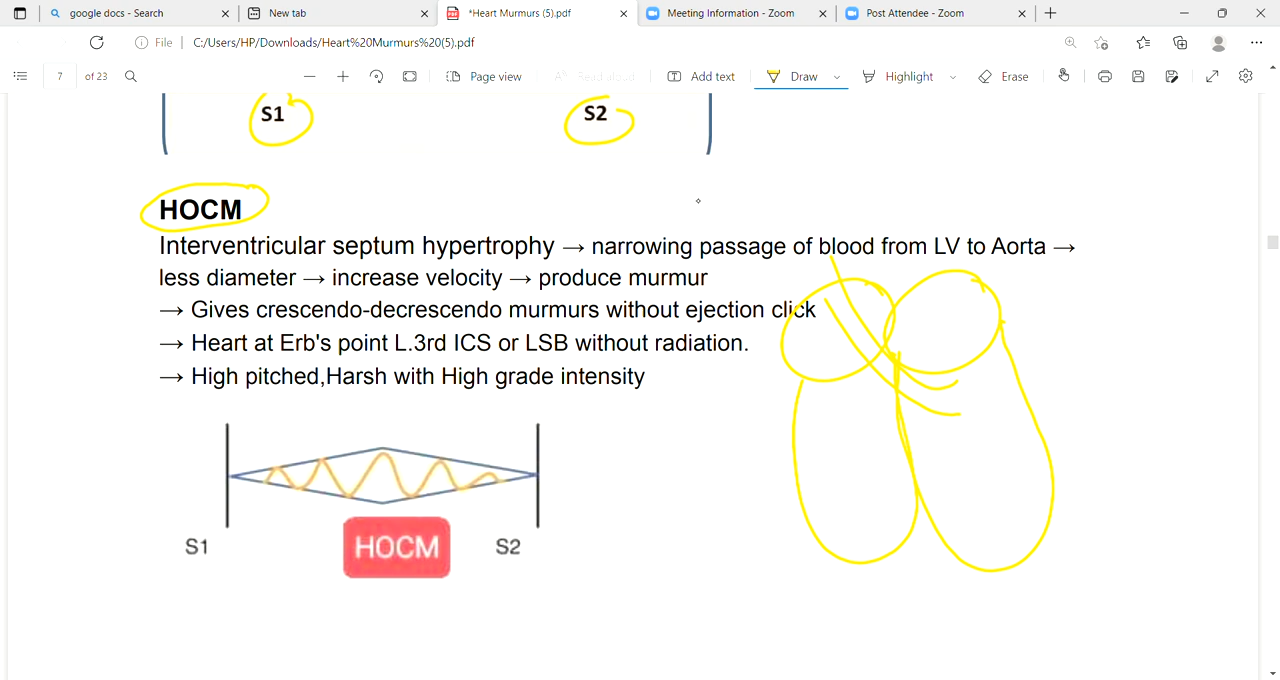 google docs - Search
New tab
*Heart Murmurs (5).pdf
Meeting Information - Zoom
Post Attendee - Zoom
File
C:/Users/HP/Downloads/Heart%20Murmurs%20(5).pdf
7 of 23
Page view
Read aloud
Add text
Draw
Highlight
Erase
S1
S2
HOCM
Interventricular septum hypertrophy → narrowing passage of blood from LV to Aorta →
less diameter → increase velocity → produce murmur
→ Gives crescendo-decrescendo murmurs without ejection click
→ Heart at Erb's point L.3rd ICS or LSB without radiation.
→ High pitched,Harsh with High grade intensity
S1
HOCM
S2